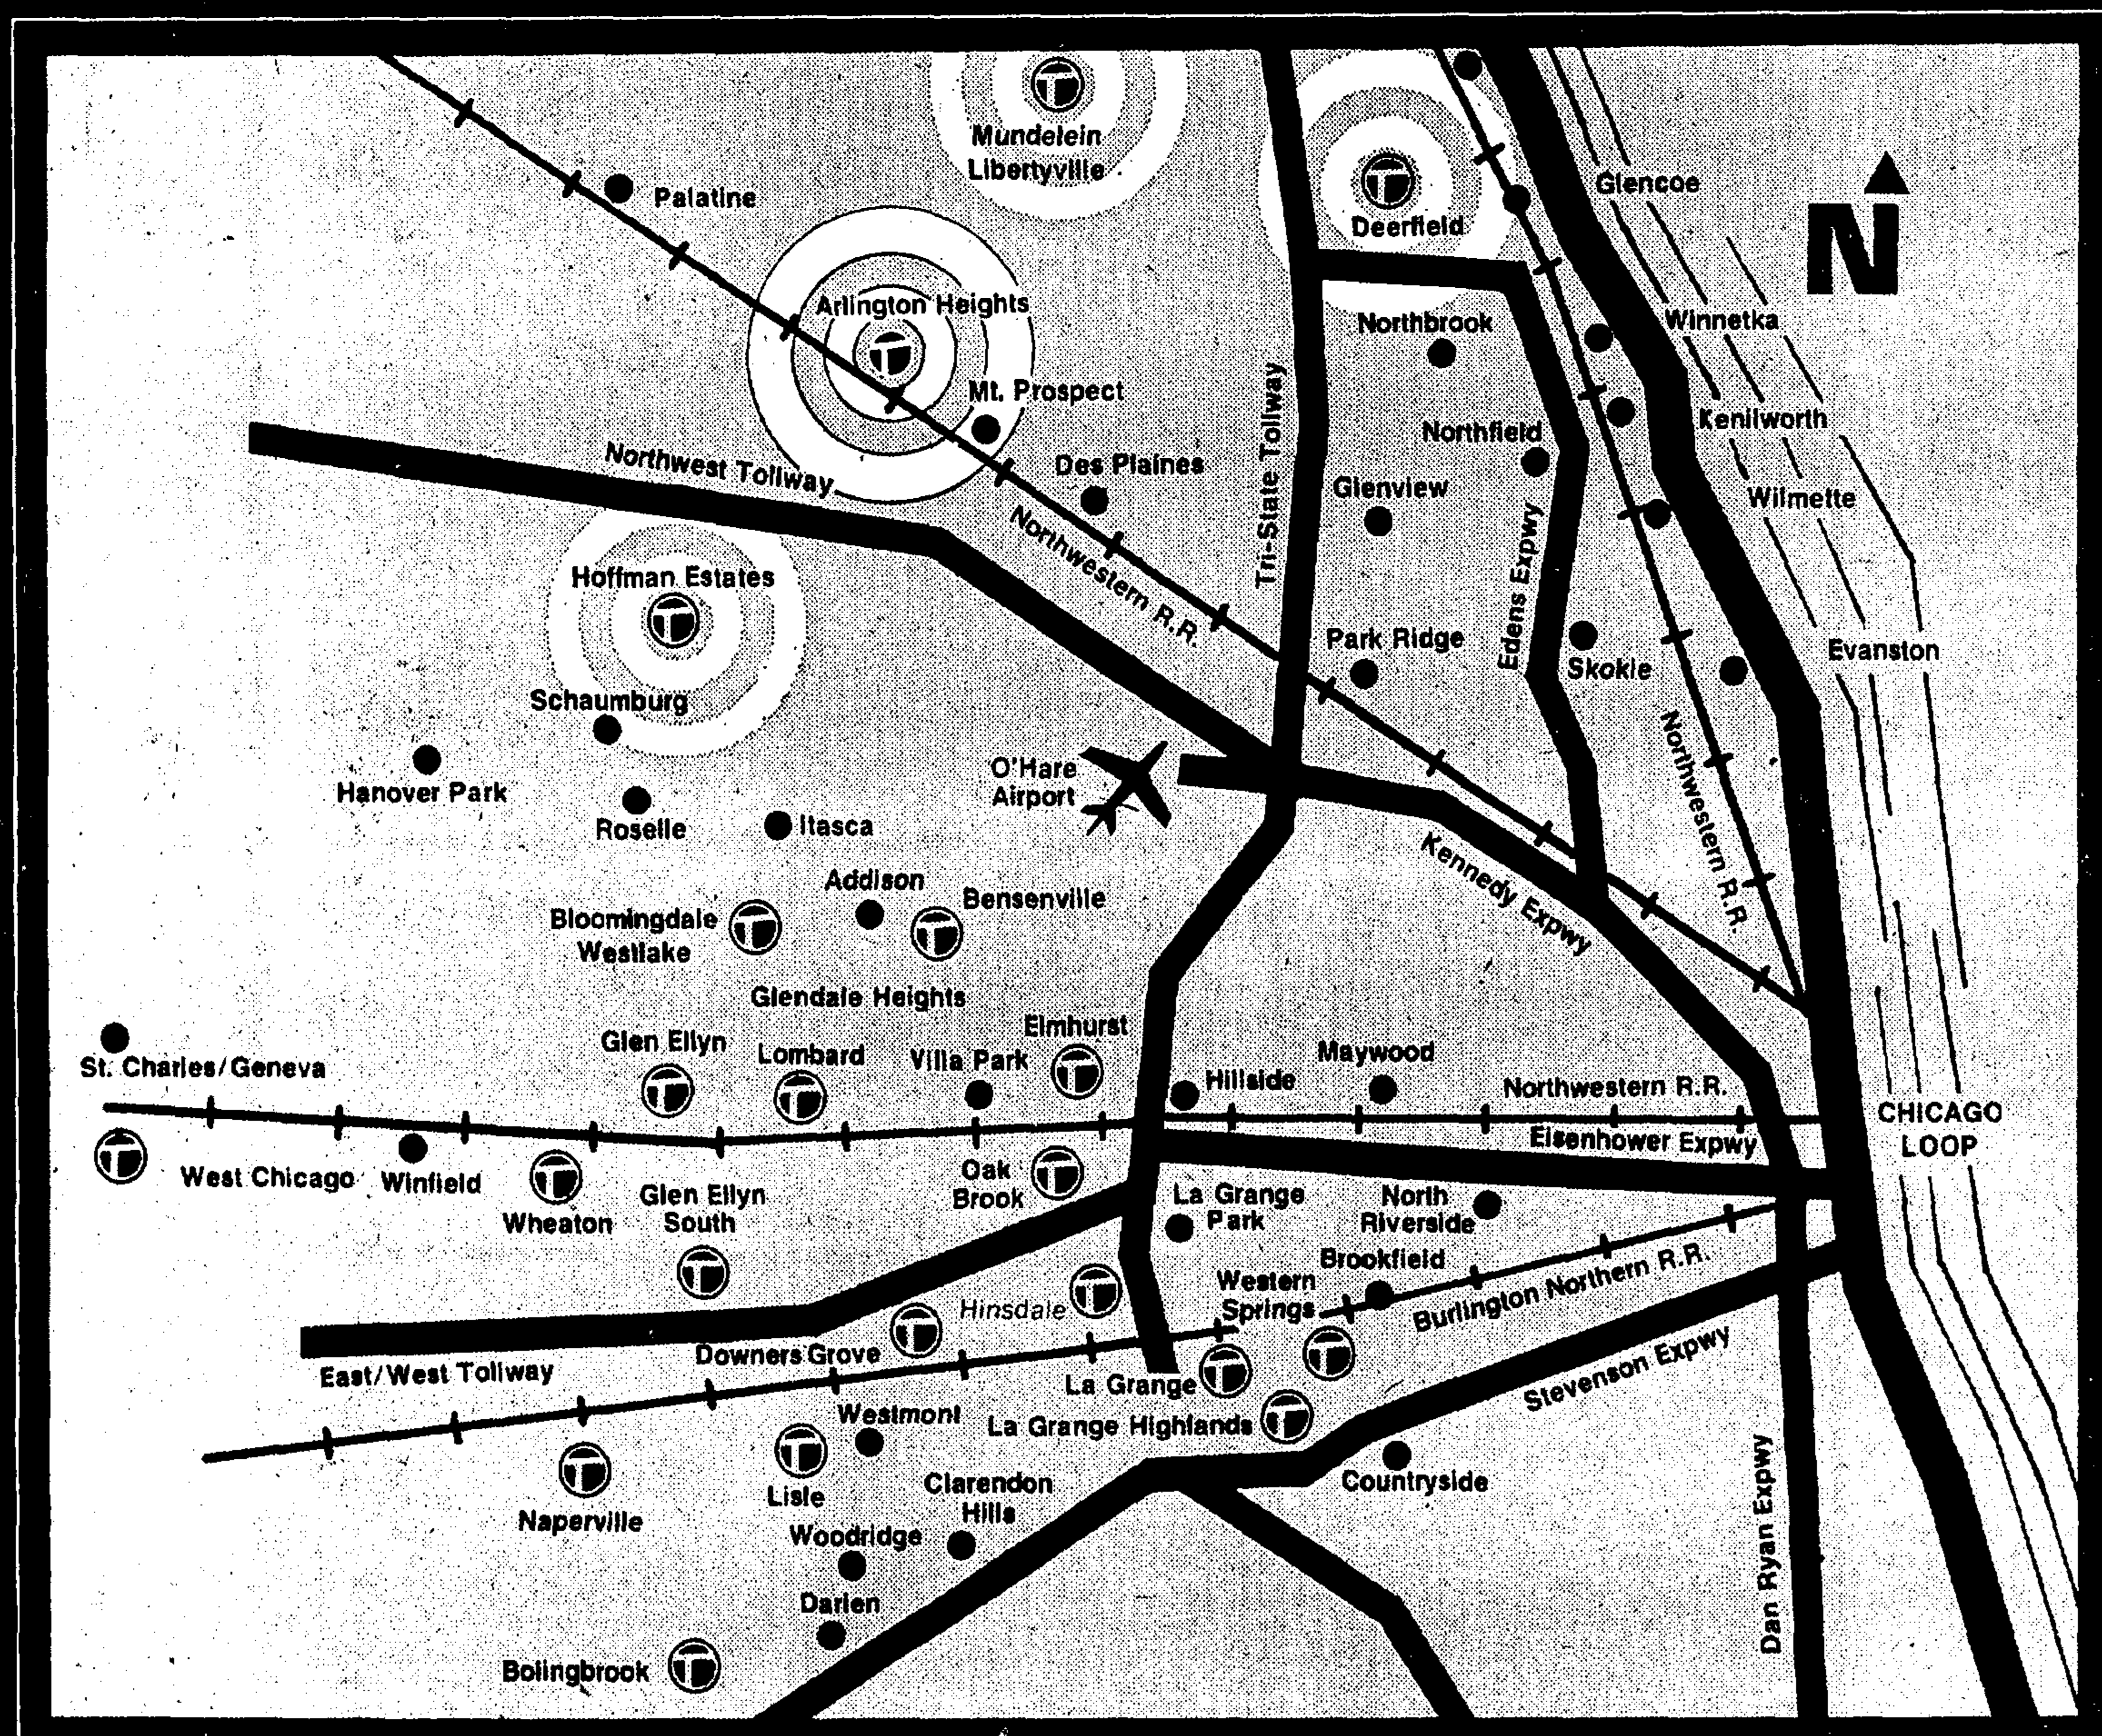 Mundelein
Libertyville
Palatine
Deerfield
Glencoe
N
Arlington Heights
Northbrook
Winnetka
Mt. Prospect
Northfield
Kenilworth
Northwest Tollway
Des Plaines
Tri-State Tollway
Glenview
Wilmette
Northwestern R.R.
Edens Expwy
Hoffman Estates
Park Ridge
Skokie
Evanston
Schaumburg
Northwestern R.R.
O'Hare
Airport
Hanover Park
Roselle
Itasca
Kennedy Expwy
Addison
Bensenville
Bloomingdale
Westlake
Glendale Heights
Elmhurst
Glen Ellyn
Lombard
Villa Park
Maywood
St. Charles/Geneva
Hillside
Northwestern R.R.
CHICAGO
LOOP
Eisenhower Expwy
West Chicago
Winfield
Wheaton
Glen Ellyn
South
Oak
Brook
La Grange
Park
North
Riverside
Brookfield
Western
Springs
Burlington Northern R.R.
Hinsdale
Downers Grove
East/West Tollway
La Grange
Stevenson Expwy
Westmont
La Grange Highlands
Lisle
Clarendon
Hills
Countryside
Naperville
Woodridge
Dan Ryan Expwy
Darien
Bolingbrook